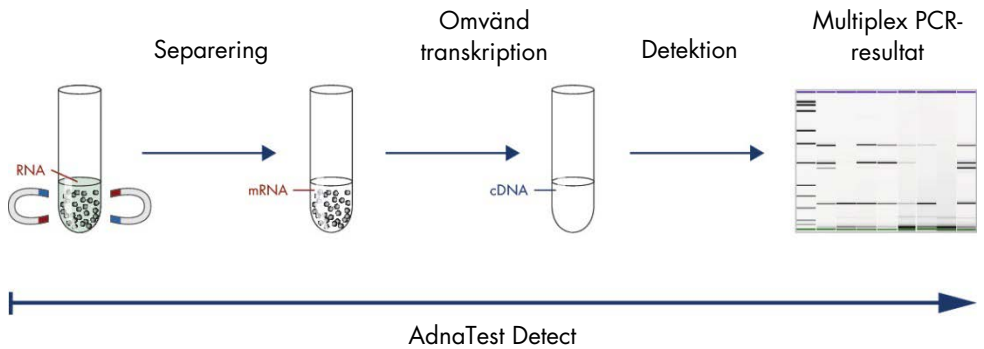 Separering
Omvänd
transkription
Detektion
Multiplex PCR-
resultat
RNA
mRNA
cDNA
AdnaTest Detect